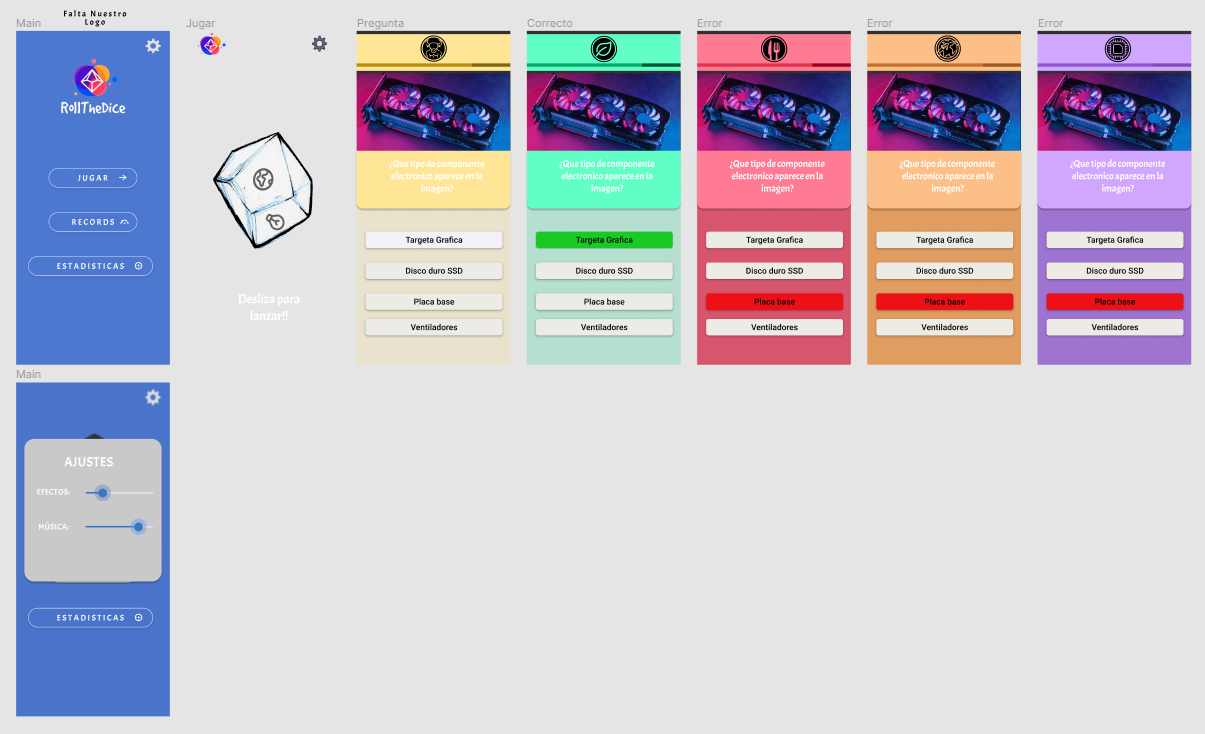 Main
Falta Nuestro
Logo
RollTheDice
JUGAR
RECORDS
ESTADISTICAS
Jugar
Desliza para
lanzar!!
Pregunta
¿Que tipo de componente
electronico aparece en la
imagen?
Targeta Grafica
Disco duro SSD
Placa base
Ventiladores
Correcto
¿Que tipo de componente
electronico aparece en la
imagen?
Targeta Grafica
Disco duro SSD
Placa base
Ventiladores
Error
¿Que tipo de componente
electronico aparece en la
imagen?
Targeta Grafica
Disco duro SSD
Placa base
Ventiladores
Error
¿Que tipo de componente
electronico aparece en la
imagen?
Targeta Grafica
Disco duro SSD
Placa base
Ventiladores
Error
¿Que tipo de componente
electronico aparece en la
imagen?
Targeta Grafica
Disco duro SSD
Placa base
Ventiladores
Main
AJUSTES
EFECTOS:
MÚSICA:
ESTADISTICAS